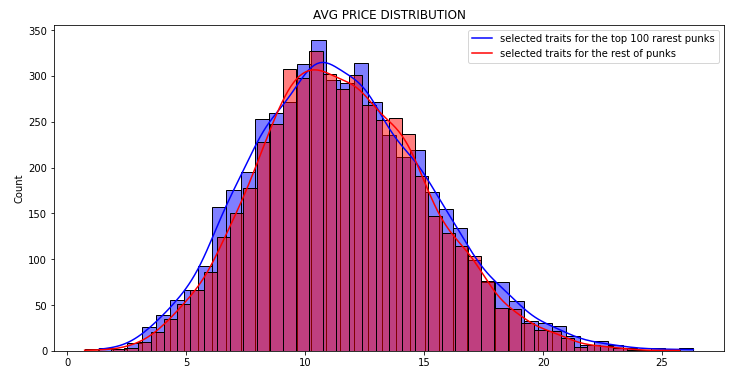 AVG PRICE DISTRIBUTION
selected traits for the top 100 rarest punks
selected traits for the rest of punks
350
300
250
200
150
100
50
0
Count
0 5 10 15 20 25